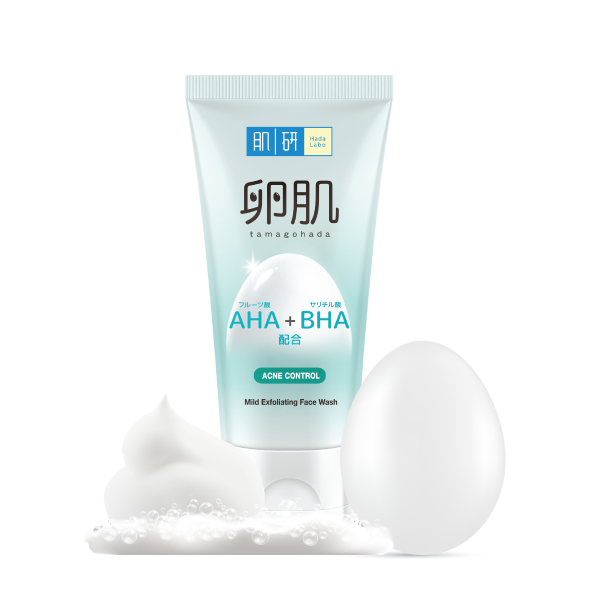 肌研
Hada
Labo
卵肌
tamagohada
フルーツ酸 サリチル酸
AHA + BHA
配合
ACNE CONTROL
Mild Exfoliating Face Wash